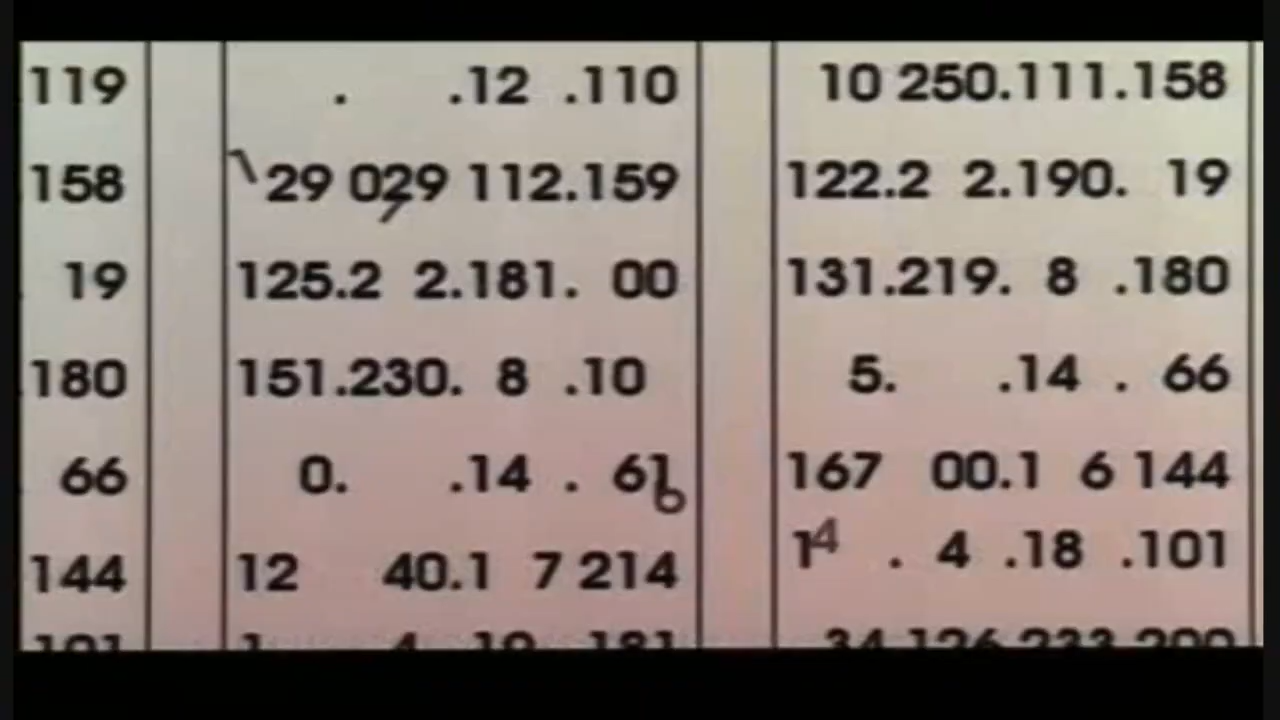 119 . .12 .110 10 250.111.158
158 29 029 112.159 122.2 2.190. 19
19 125.2 2.181. 00 131.219. 8 .180
180 151.230. 8 .10 5. .14 . 66
66 0. .14 . 61 167 00.1 6 144
144 12 40.1 7 214 14 . 4 .18 .101